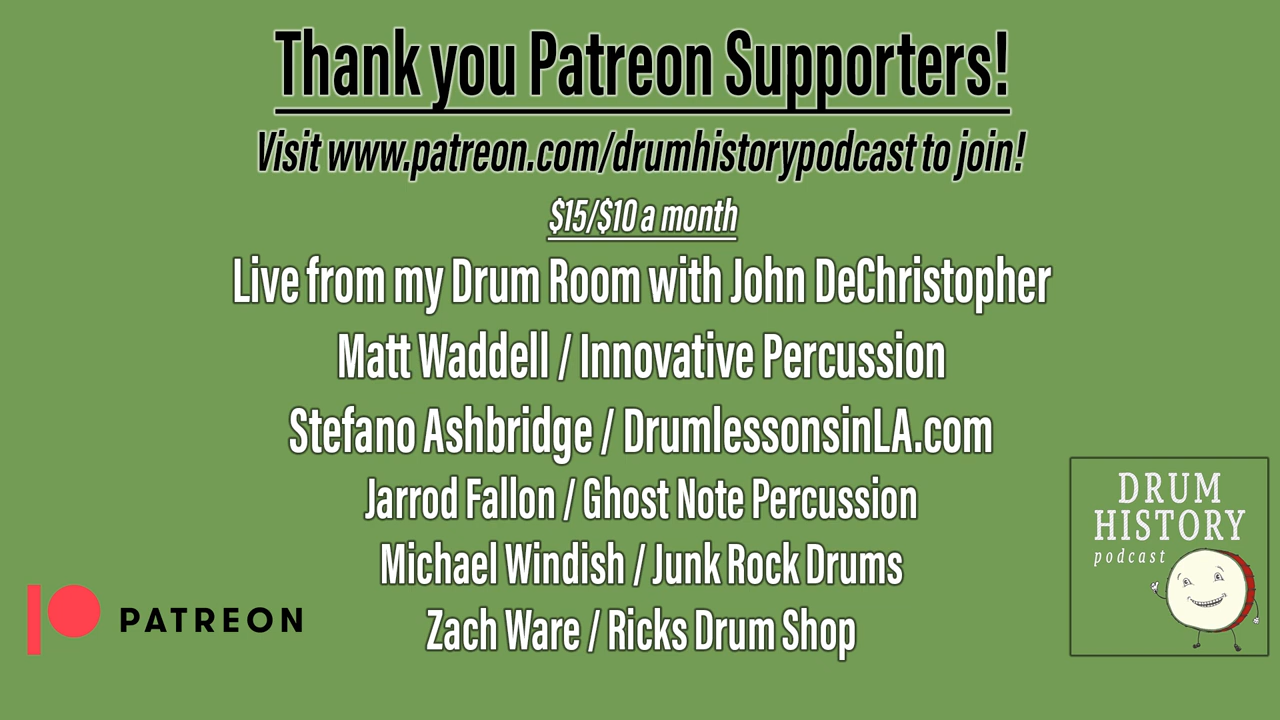 Thank you Patreon Supporters!
Visit www.patreon.com/drumhistorypodcast to join!
$15/$10 a month
Live from my Drum Room with John DeChristopher
Matt Waddell / Innovative Percussion
Stefano Ashbridge / DrumlessonsinLA.com
Jarrod Fallon / Ghost Note Percussion
Michael Windish / Junk Rock Drums
Zach Ware / Ricks Drum Shop
PATREON
DRUM
HISTORY
podcast